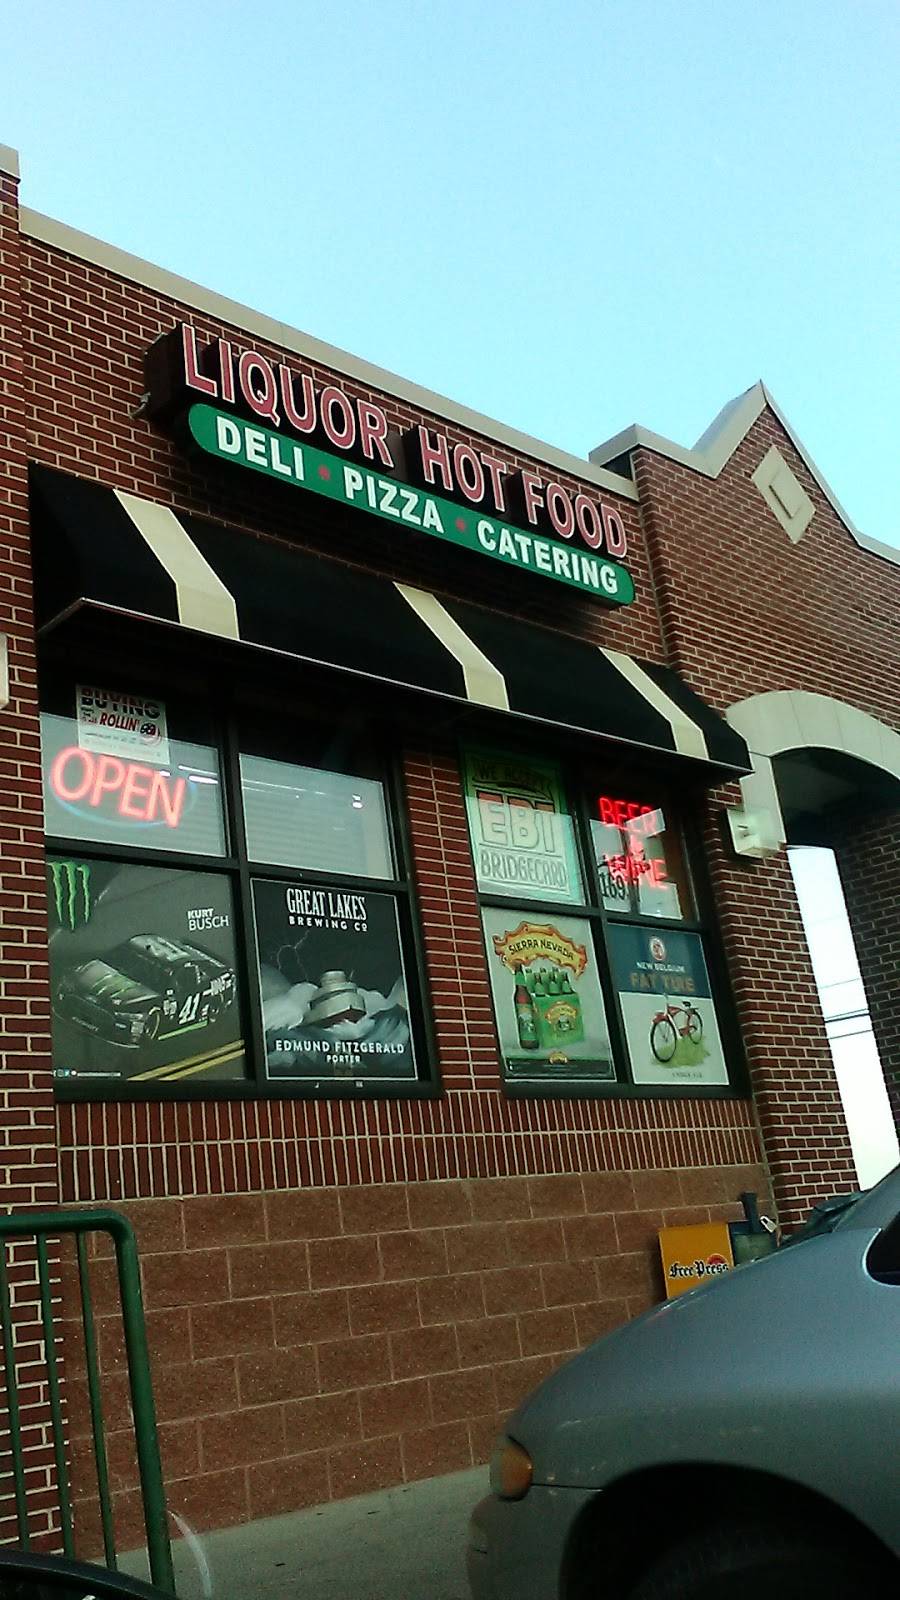 LIQUOR HOT FOOD
DELI • PIZZA • CATERING
BUYING
ROLLIN'
OPEN
WE ACCEPT
EBT
BRIDGECARD
BEER
&
WINE
KURT
BUSCH
41
GREAT LAKES
BREWING CO
EDMUND FITZGERALD
PORTER
SIERRA NEVADA
NEW BELGIUM
FAT TIRE
Free Press